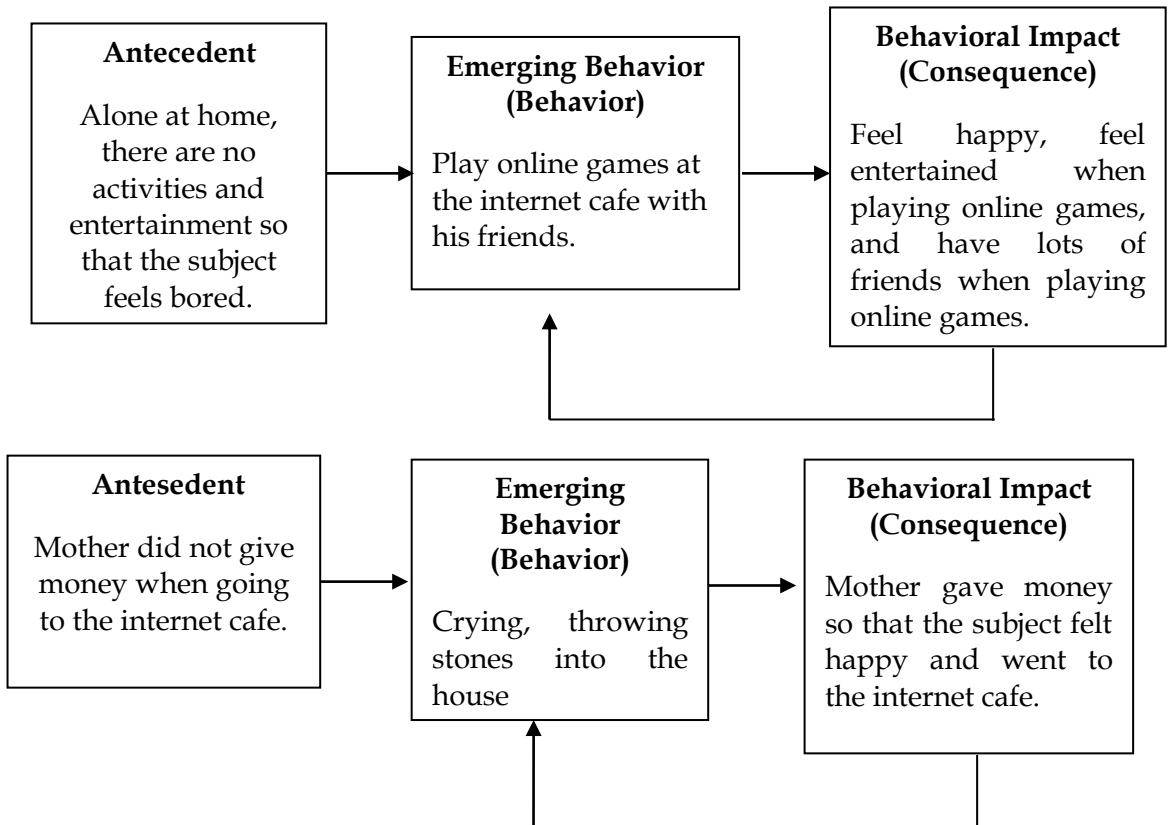 Antecedent
Alone at home,
there are no
activities and
entertainment so
that the subject
feels bored.
Emerging Behavior
(Behavior)
Play online games at
the internet cafe with
his friends.
Behavioral Impact
(Consequence)
Feel happy, feel
entertained when
playing online games,
and have lots of
friends when playing
online games.
Antesedent
Mother did not give
money when going
to the internet cafe.
Emerging
Behavior
(Behavior)
Crying, throwing
stones into the
house
Behavioral Impact
(Consequence)
Mother gave money
so that the subject felt
happy and went to
the internet cafe.